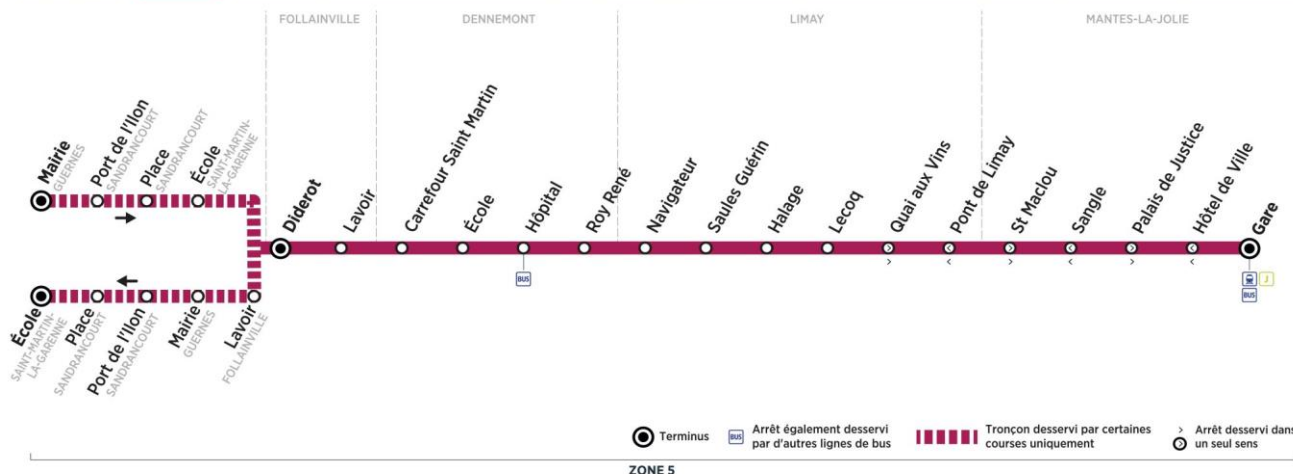 FOLLAINVILLE
DENNEMONT
LIMAY
MANTES-LA-JOLIE
Mairie
GUERNES
Port de l'Ilon
SANDRANCOURT
Place
SANDRANCOURT
École
SAINT-MARTIN-
LA-GARENNE
Diderot
Lavoir
Carrefour Saint Martin
École
Hôpital
Roy René
Navigateur
Saules Guérin
Halage
Lecoq
Quai aux Vins
Pont de Limay
St Maclou
Sangle
Palais de Justice
Hôtel de Ville
Gare
BUS
J
BUS
École
SAINT-MARTIN-
LA-GARENNE
Place
SANDRANCOURT
Port de l'Ilon
SANDRANCOURT
Mairie
GUERNES
Lavoir
FOLLAINVILLE
Terminus
BUS
Arrêt également desservi
par d'autres lignes de bus
Tronçon desservi par certaines
courses uniquement
Arrêt desservi dans
un seul sens
ZONE 5